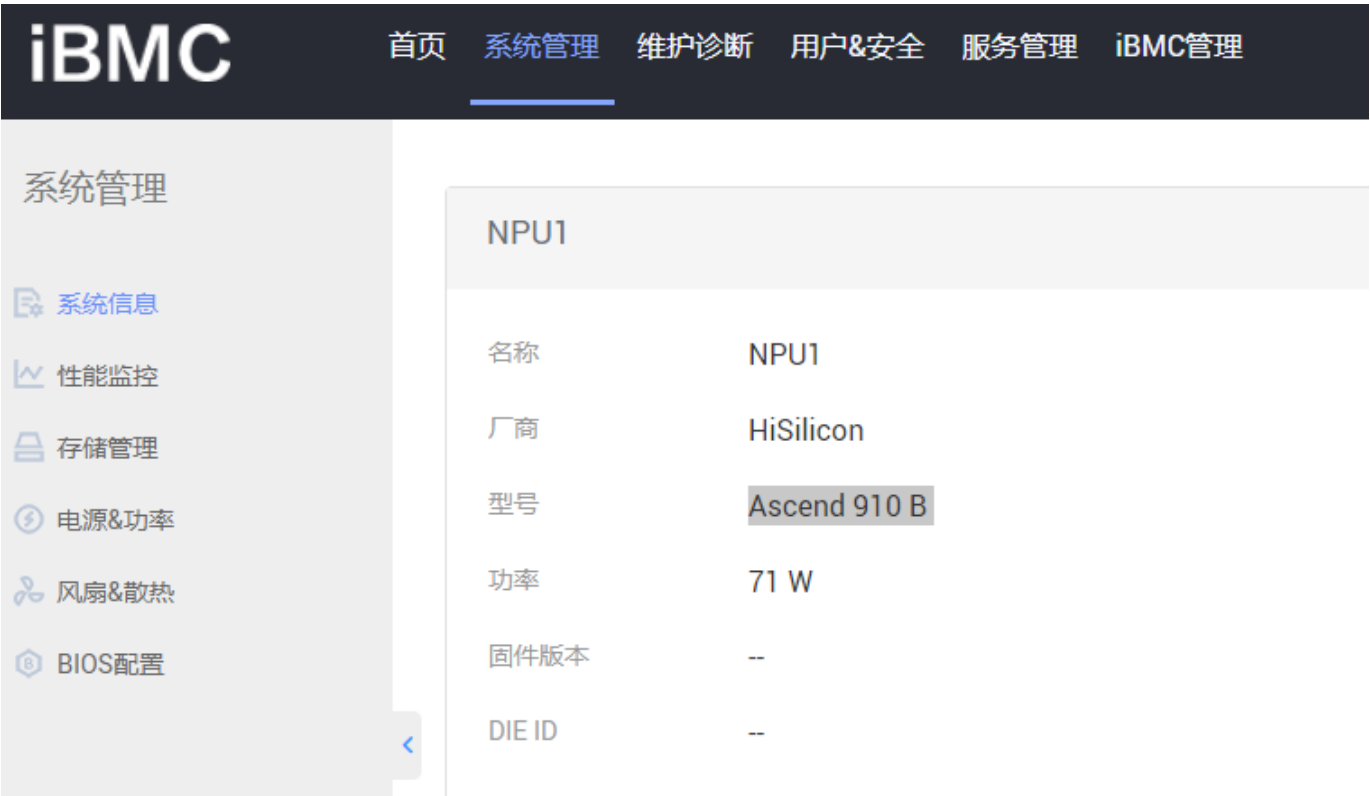 iBMC 首页 系统管理 维护诊断 用户&安全 服务管理 iBMC管理
系统管理
系统信息
性能监控
存储管理
电源&功率
风扇&散热
BIOS配置
NPU1
名称 NPU1
厂商 HiSilicon
型号 Ascend 910 B
功率 71 W
固件版本 --
DIE ID --